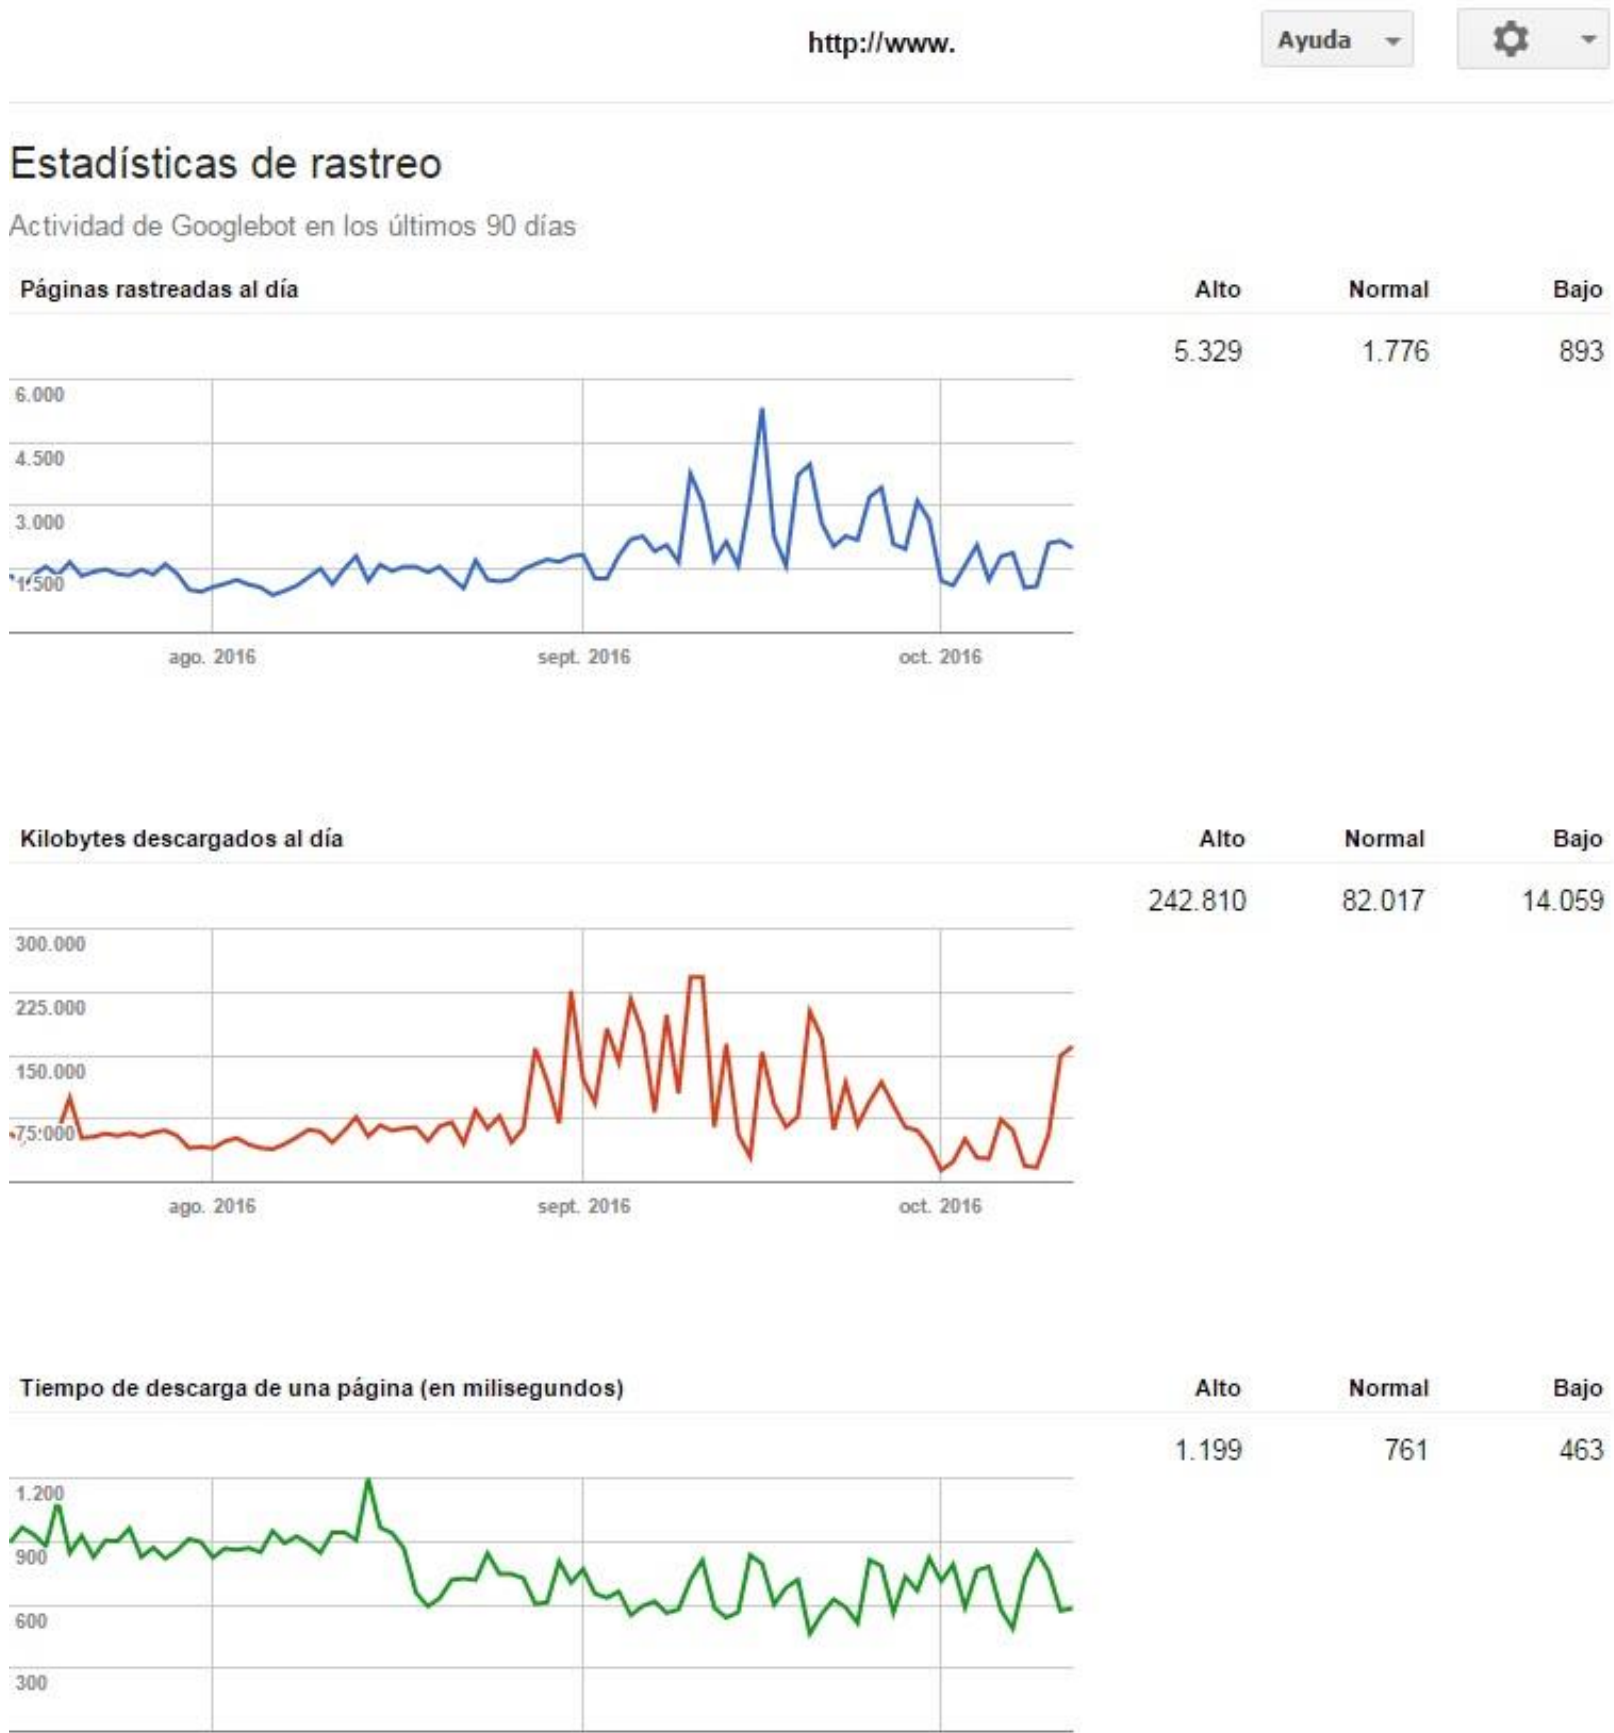 http://www.
Ayuda
Estadísticas de rastreo
Actividad de Googlebot en los últimos 90 días
Páginas rastreadas al día Alto Normal Bajo
5.329 1.776 893
6.000
4.500
3.000
1.500
ago. 2016 sept. 2016 oct. 2016
Kilobytes descargados al día Alto Normal Bajo
242.810 82.017 14.059
300.000
225.000
150.000
75.000
ago. 2016 sept. 2016 oct. 2016
Tiempo de descarga de una página (en milisegundos) Alto Normal Bajo
1.199 761 463
1.200
900
600
300